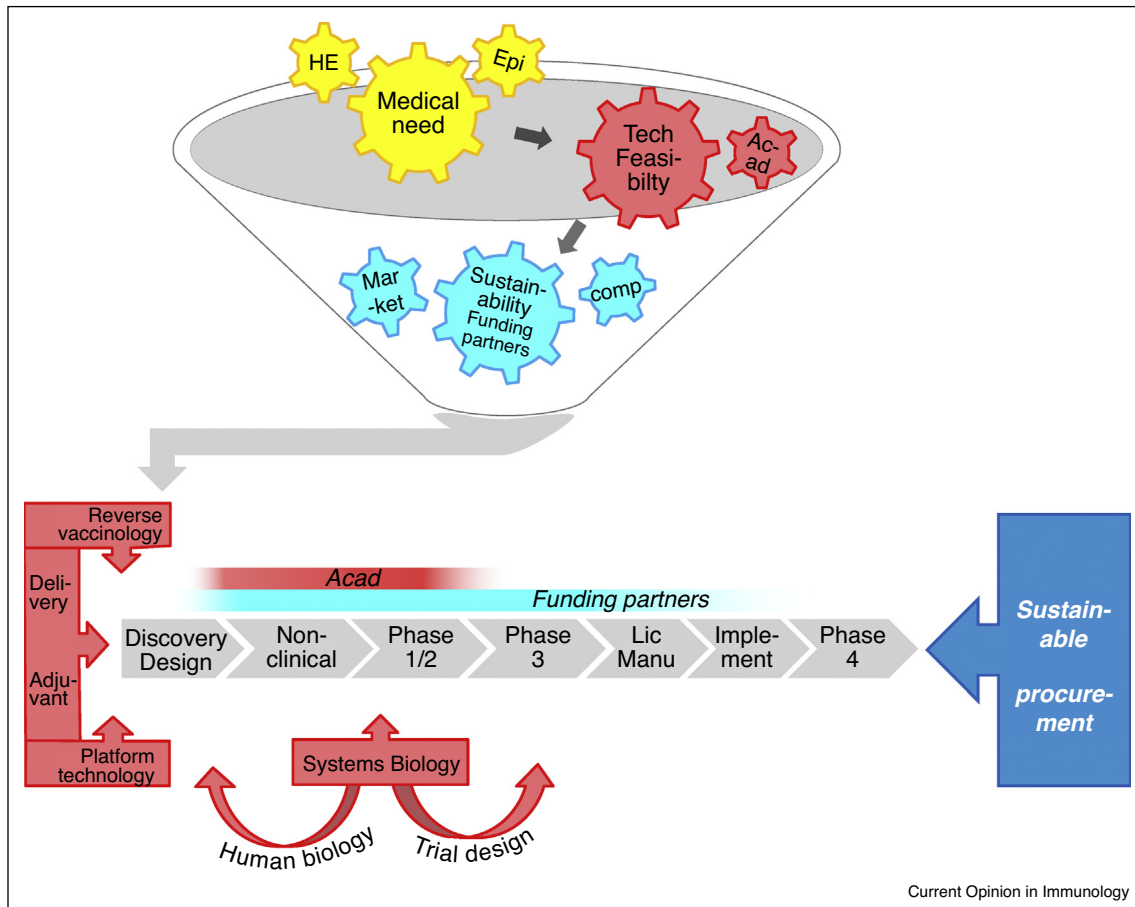 HE
Epi
Medical
need
Tech
Feasi-
bilty
Ac-
ad
Mar
-ket
Sustain-
ability
Funding
partners
comp
Reverse
vaccinology
Deli-
very
Adju-
vant
Platform
technology
Acad
Funding partners
Discovery
Design
Non-
clinical
Phase
1/2
Phase
3
Lic
Manu
Imple-
ment
Phase
4
Sustain-
able
procure-
ment
Systems Biology
Human biology
Trial design
Current Opinion in Immunology